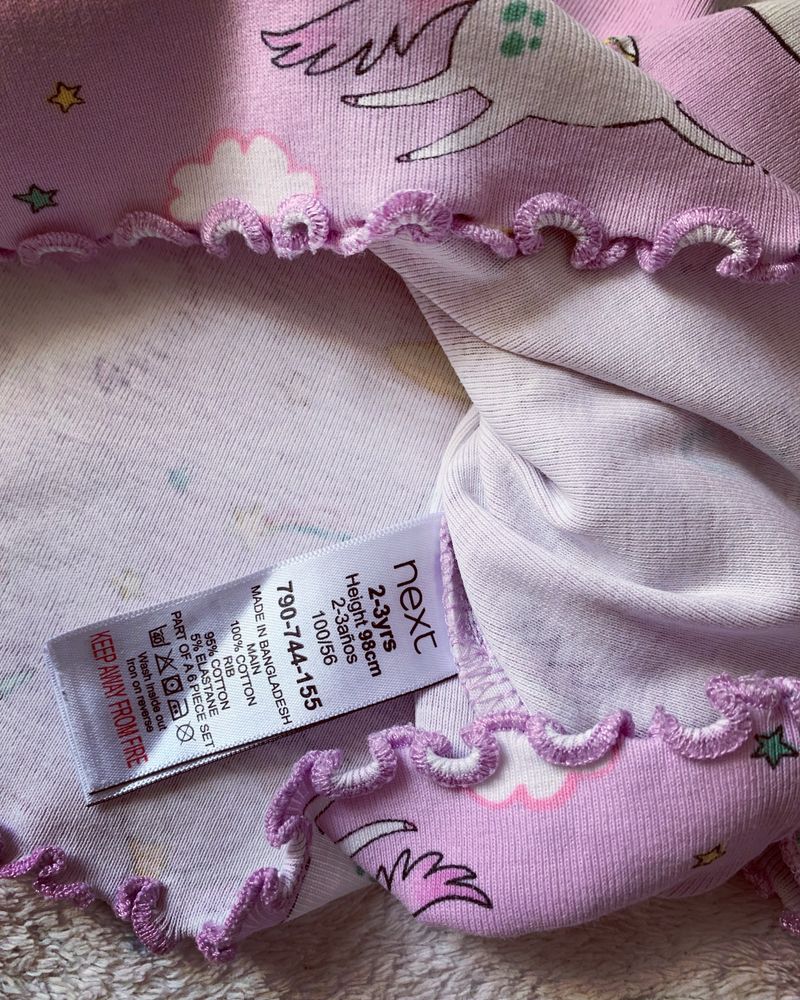 next
2-3yrs
Height 98cm
2-3años
100/56
790-744-155
MADE IN BANGLADESH
MAIN
100% COTTON
RIB
95% COTTON
5% ELASTANE
PART OF A 6 PIECE SET
Wash inside out
Iron on reverse
KEEP AWAY FROM FIRE